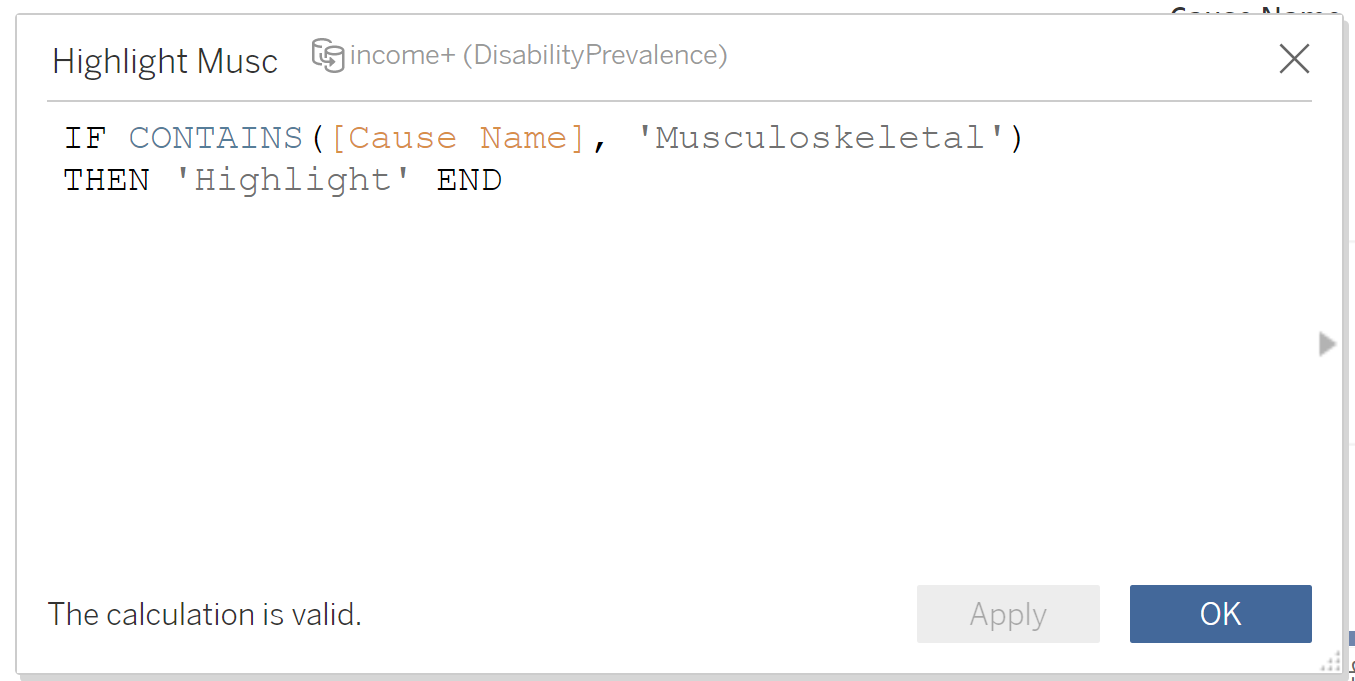 Highlight Musc income+ (DisabilityPrevalence)
IF CONTAINS([Cause Name], 'Musculoskeletal')
THEN 'Highlight' END
The calculation is valid.
Apply OK